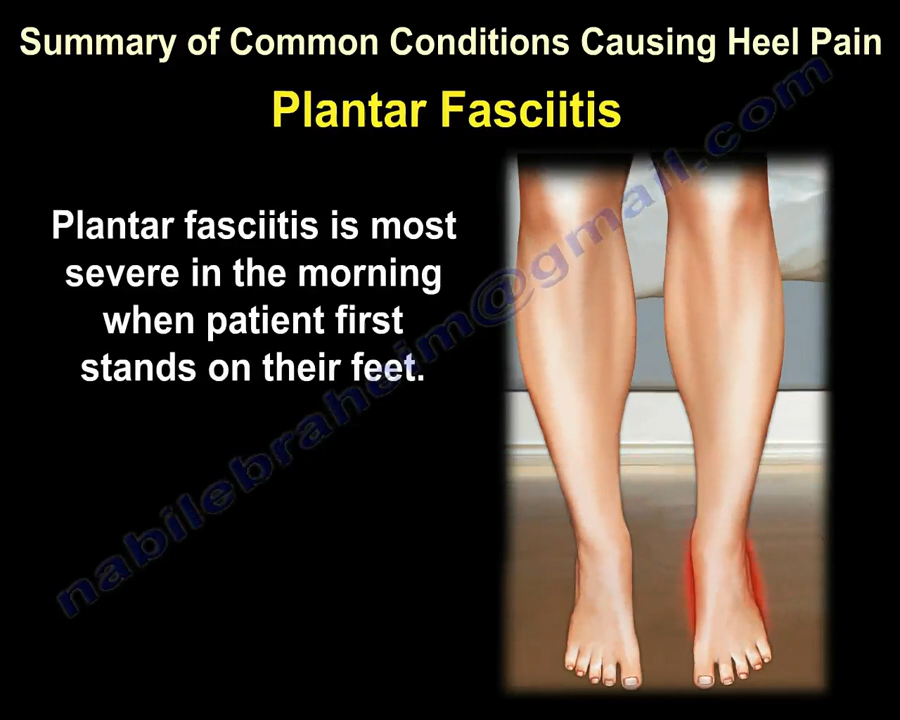 Summary of Common Conditions Causing Heel Pain
Plantar Fasciitis
Plantar fasciitis is most
severe in the morning
when patient first
stands on their feet.
nabilebraheim@gmail.com